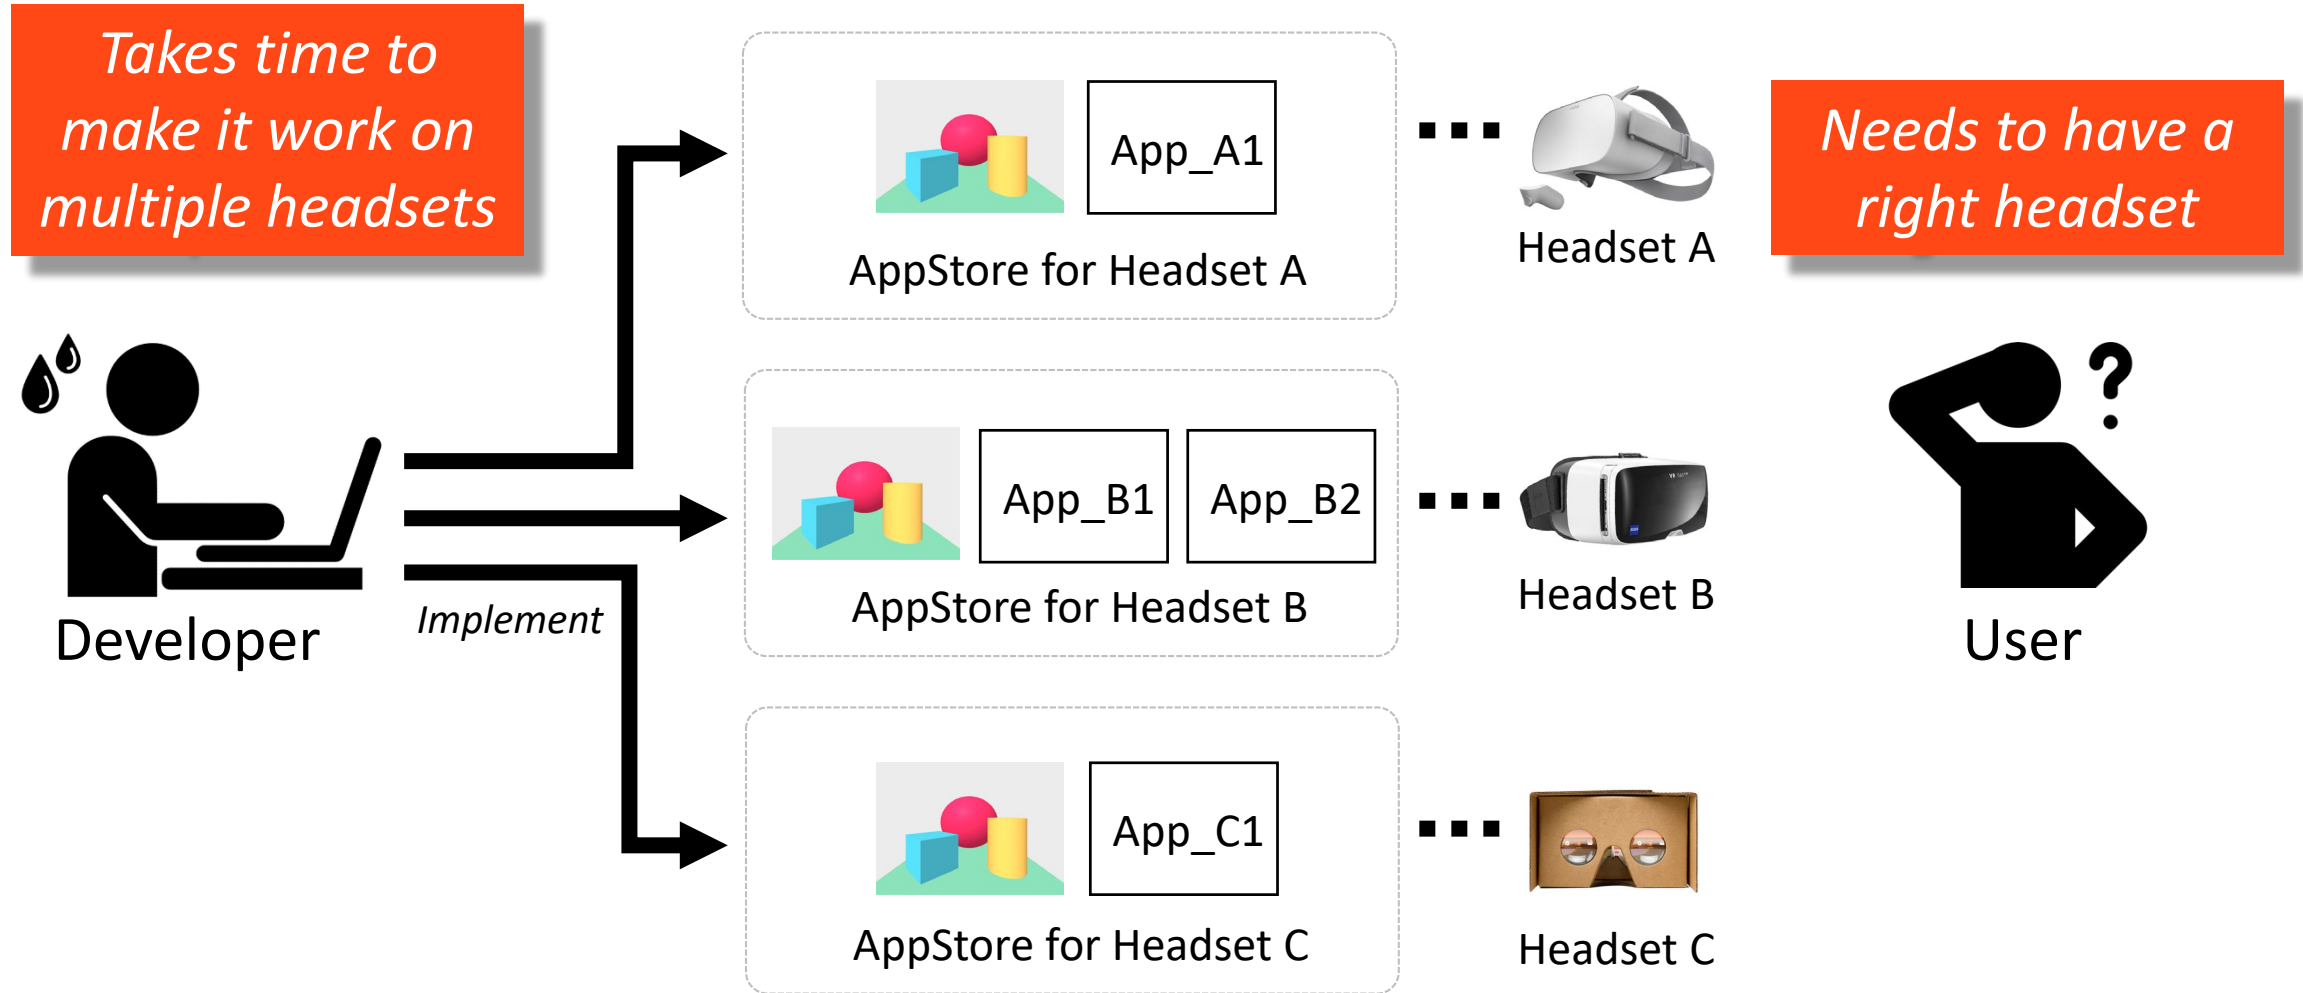 Takes time to
make it work on
multiple headsets
App_A1
AppStore for Headset A
Headset A
Needs to have a
right headset
Developer
Implement
App_B1
App_B2
AppStore for Headset B
Headset B
User
App_C1
AppStore for Headset C
Headset C